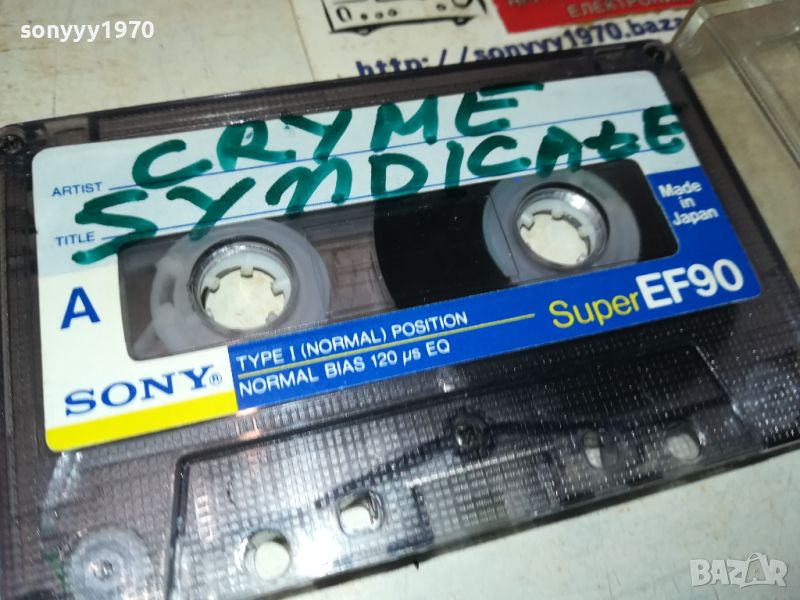 sonyyy1970
ЕЛЕКТРОНИК
http://sonyyy1970.baza
CRYME
ARTIST
SYNDICATE
TITLE
Made in Japan
A
Super EF90
TYPE I (NORMAL) POSITION
NORMAL BIAS 120 µs EQ
SONY®
BAZAR